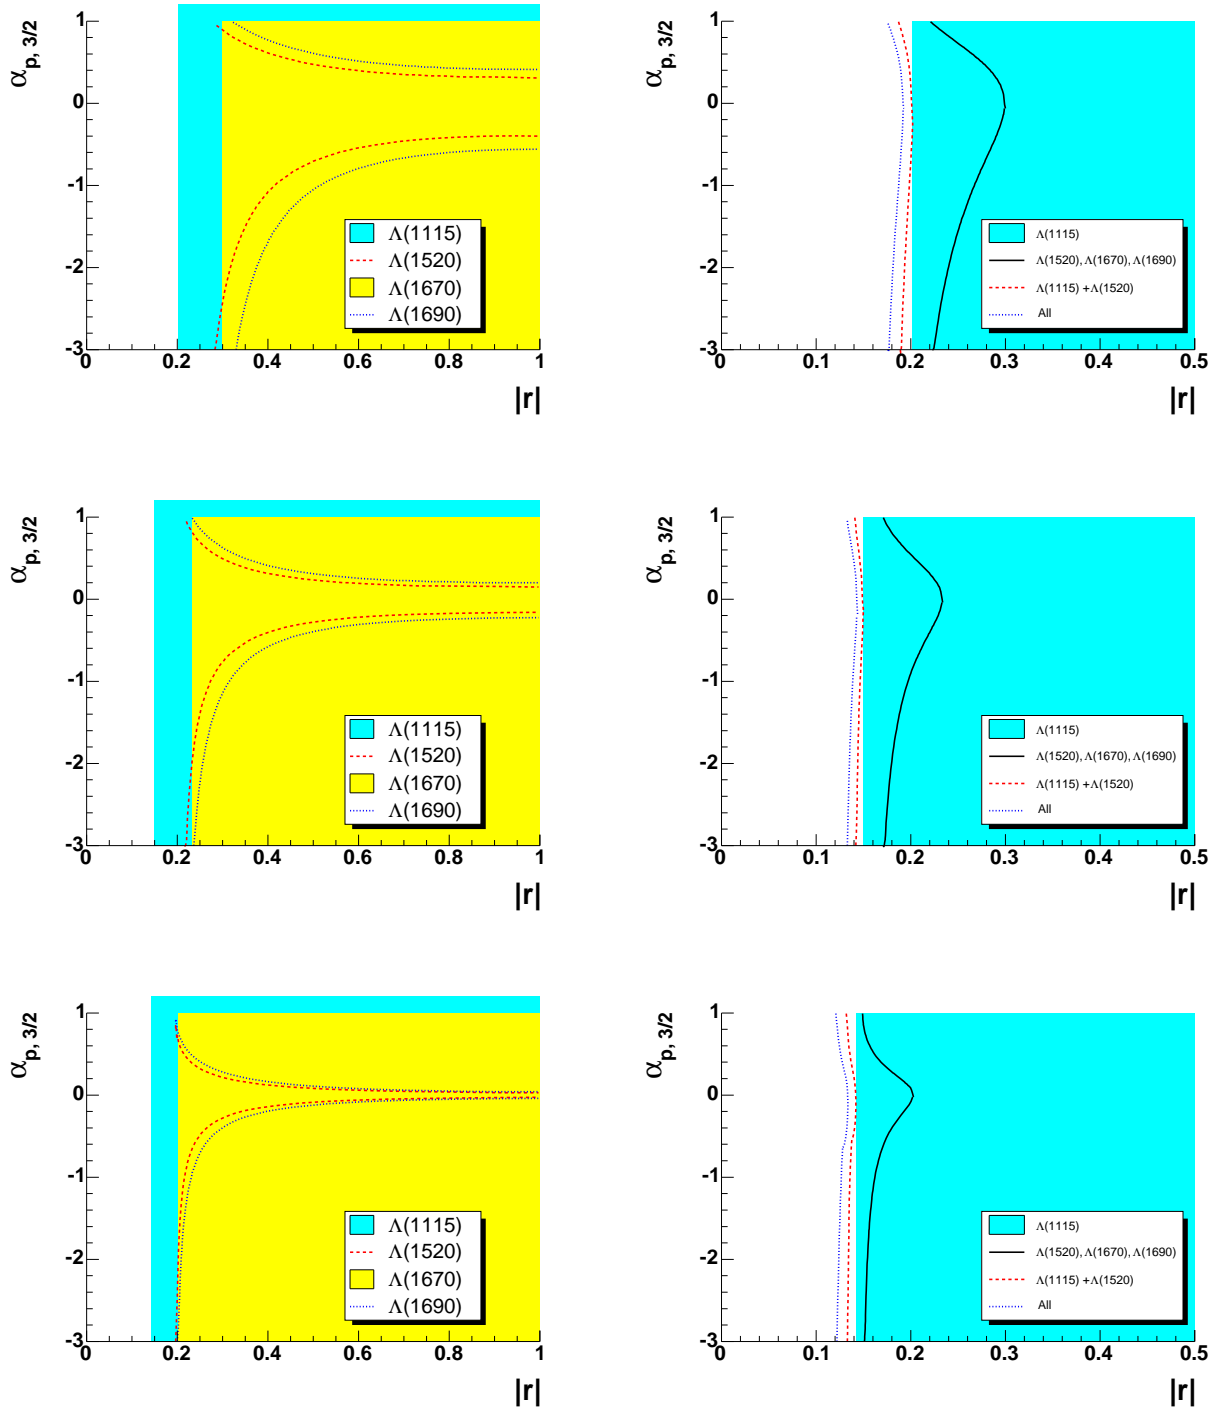 α_p, 3/2
1
0
-1
-2
-3
0 0.2 0.4 0.6 0.8 1
|r|
Λ(1115)
Λ(1520)
Λ(1670)
Λ(1690)
α_p, 3/2
1
0
-1
-2
-3
0 0.1 0.2 0.3 0.4 0.5
|r|
Λ(1115)
Λ(1520), Λ(1670), Λ(1690)
Λ(1115) +Λ(1520)
All
α_p, 3/2
1
0
-1
-2
-3
0 0.2 0.4 0.6 0.8 1
|r|
Λ(1115)
Λ(1520)
Λ(1670)
Λ(1690)
α_p, 3/2
1
0
-1
-2
-3
0 0.1 0.2 0.3 0.4 0.5
|r|
Λ(1115)
Λ(1520), Λ(1670), Λ(1690)
Λ(1115) +Λ(1520)
All
α_p, 3/2
1
0
-1
-2
-3
0 0.2 0.4 0.6 0.8 1
|r|
Λ(1115)
Λ(1520)
Λ(1670)
Λ(1690)
α_p, 3/2
1
0
-1
-2
-3
0 0.1 0.2 0.3 0.4 0.5
|r|
Λ(1115)
Λ(1520), Λ(1670), Λ(1690)
Λ(1115) +Λ(1520)
All